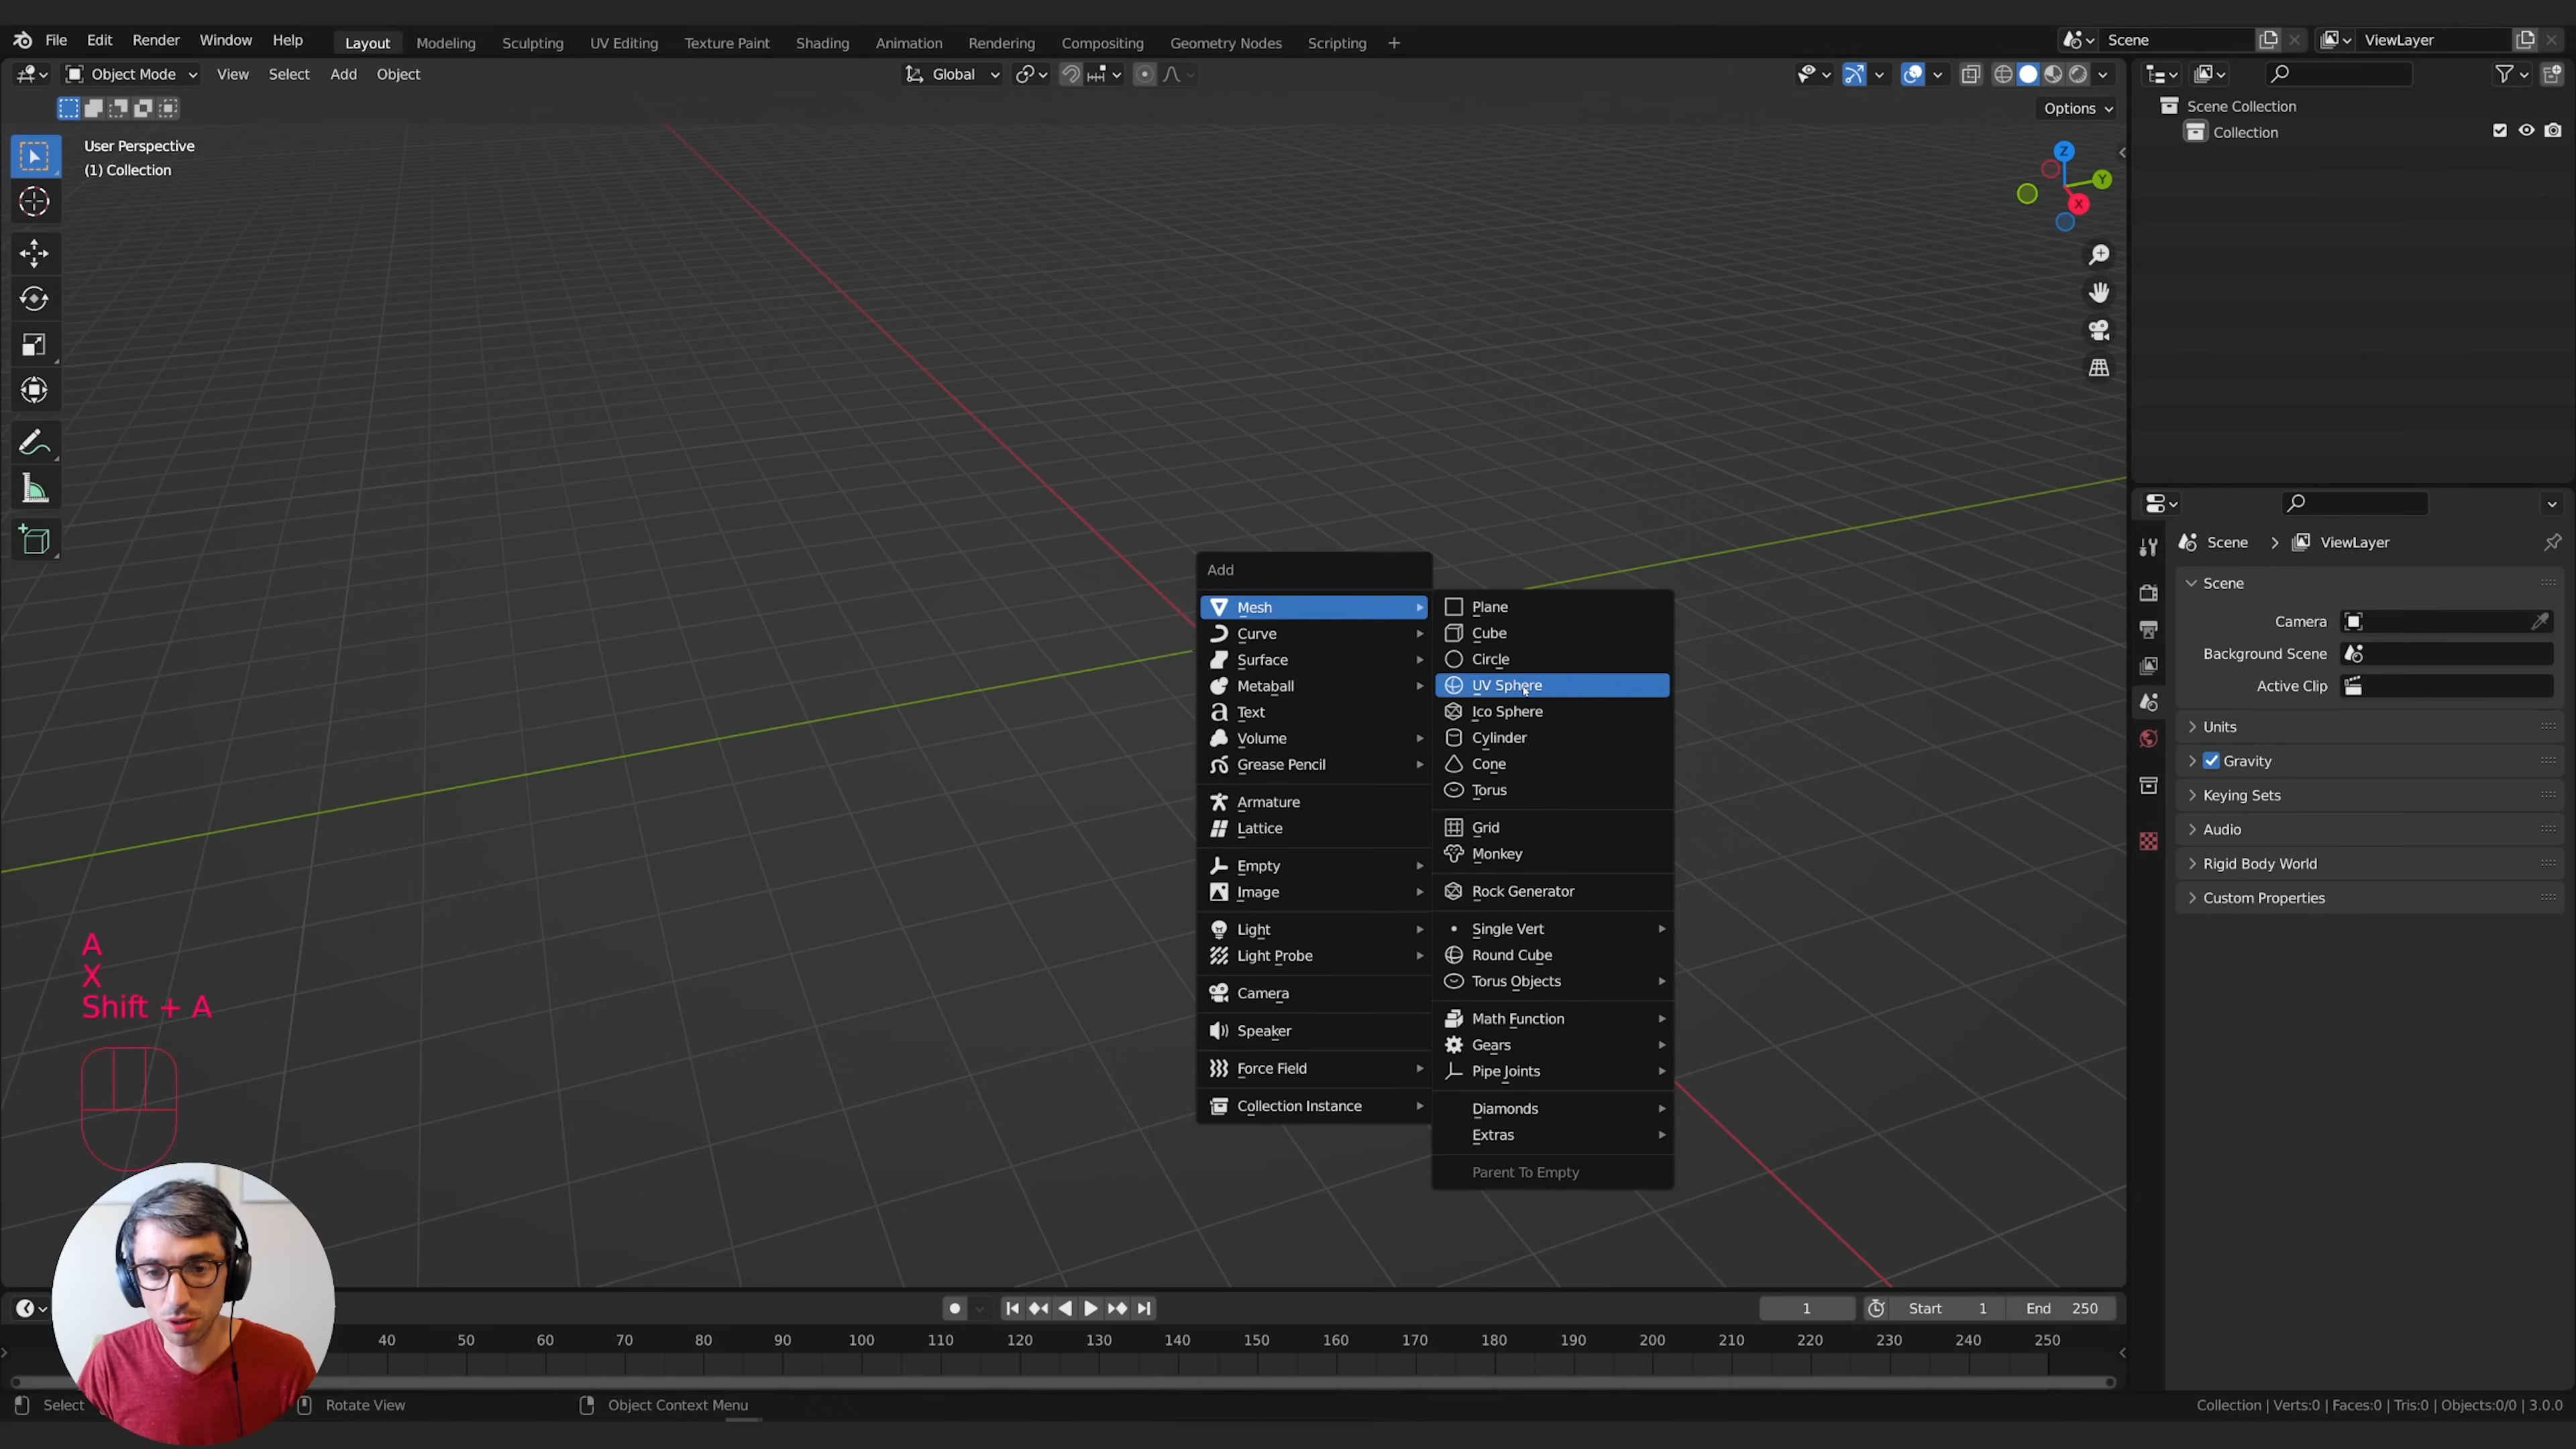 File Edit Render Window Help Layout Modeling Sculpting UV Editing Texture Paint Shading Animation Rendering Compositing Geometry Nodes Scripting + Scene ViewLayer
Object Mode View Select Add Object Global
Options
User Perspective
(1) Collection
Z
Y
X
Scene Collection
Collection
Scene > ViewLayer
Scene
Camera
Background Scene
Active Clip
Units
Gravity
Keying Sets
Audio
Rigid Body World
Custom Properties
Add
Mesh
Curve
Surface
Metaball
Text
Volume
Grease Pencil
Armature
Lattice
Empty
Image
Light
Light Probe
Camera
Speaker
Force Field
Collection Instance
Plane
Cube
Circle
UV Sphere
Ico Sphere
Cylinder
Cone
Torus
Grid
Monkey
Rock Generator
Single Vert
Round Cube
Torus Objects
Math Function
Gears
Pipe Joints
Diamonds
Extras
Parent To Empty
A
X
Shift + A
1 Start 1 End 250
40 50 60 70 80 90 100 110 120 130 140 150 160 170 180 190 200 210 220 230 240 250
Select Rotate View Object Context Menu Collection | Verts:0 | Faces:0 | Tris:0 | Objects:0/0 | 3.0.0